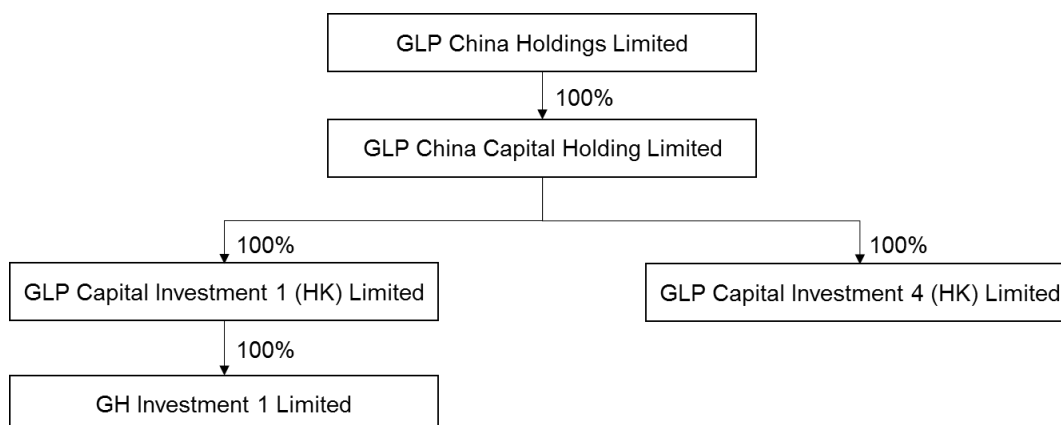 GLP China Holdings Limited
100%
GLP China Capital Holding Limited
100%
100%
GLP Capital Investment 1 (HK) Limited
GLP Capital Investment 4 (HK) Limited
100%
GH Investment 1 Limited